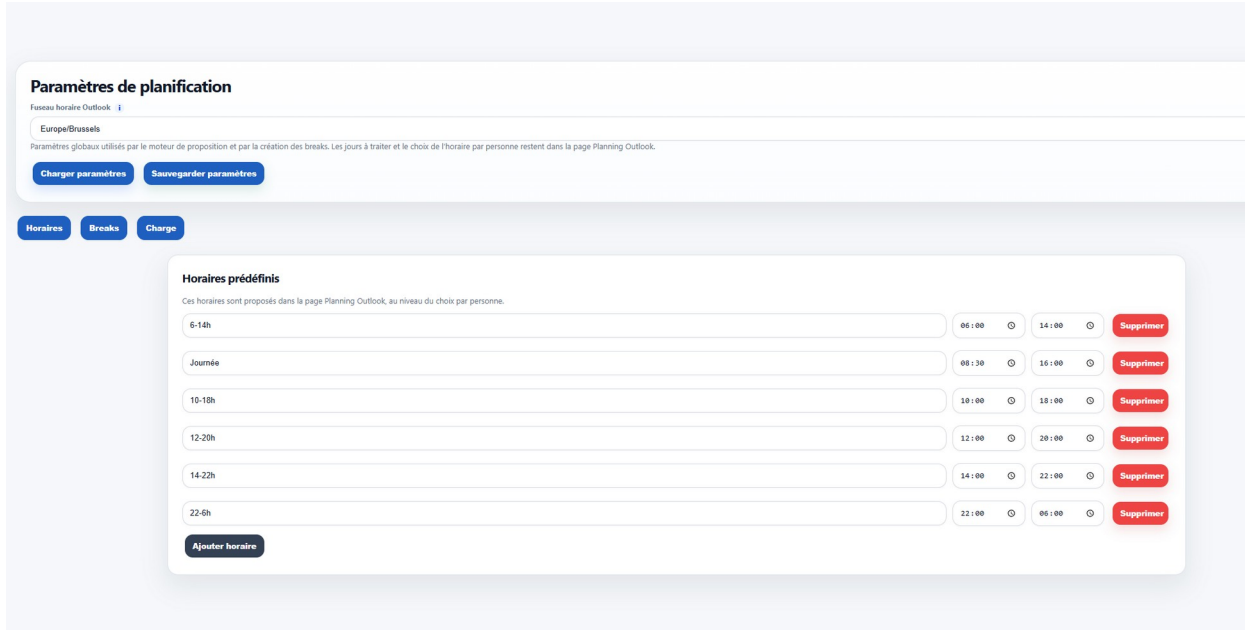 Paramètres de planification
Fuseau horaire Outlook i
Europe/Brussels
Paramètres globaux utilisés par le moteur de proposition et par la création des breaks. Les jours à traiter et le choix de l'horaire par personne restent dans la page Planning Outlook.
Charger paramètres Sauvegarder paramètres
Horaires Breaks Charge
Horaires prédéfinis
Ces horaires sont proposés dans la page Planning Outlook, au niveau du choix par personne.
6-14h 06:00 14:00 Supprimer
Journée 08:30 16:00 Supprimer
10-18h 10:00 18:00 Supprimer
12-20h 12:00 20:00 Supprimer
14-22h 14:00 22:00 Supprimer
22-6h 22:00 06:00 Supprimer
Ajouter horaire